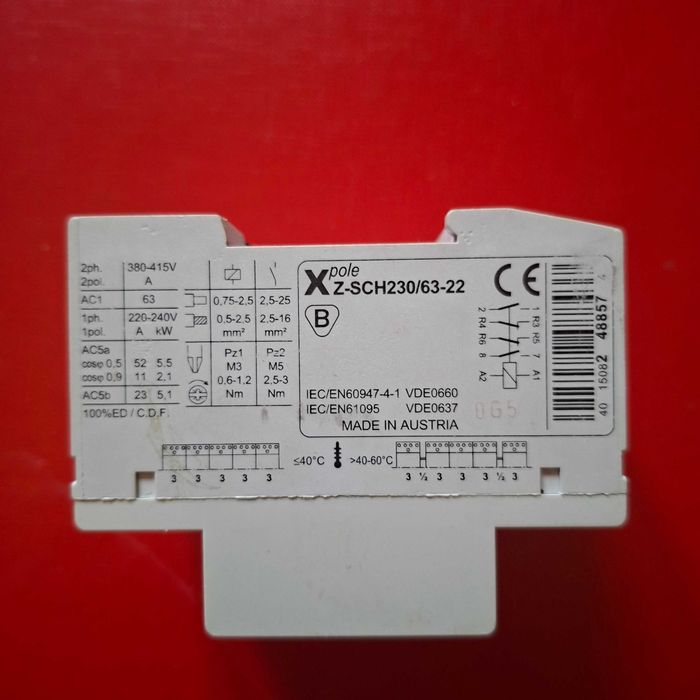 2ph. 380-415V
2pol. A
AC1 63
1ph. 220-240V
1pol. A kW
AC5a
cosφ 0,5 52 5.5
cosφ 0,9 11 2,1
AC5b 23 5,1
100%ED / C.D.F.
0,75-2,5 2,5-25
0.5-2,5 2.5-16
mm² mm²
Pz1 Pz2
M3 M5
0.6-1.2 2.5-3
Nm Nm
Xpole
Z-SCH230/63-22
B
CE
2 1
R4 R3
R6 R5
8 7
A2 A1
IEC/EN60947-4-1 VDE0660
IEC/EN61095 VDE0637
0G5
MADE IN AUSTRIA
4015082 488574
≤40°C >40-60°C
3 3 3 3 3
3 ½ 3 3 3 ½ 3